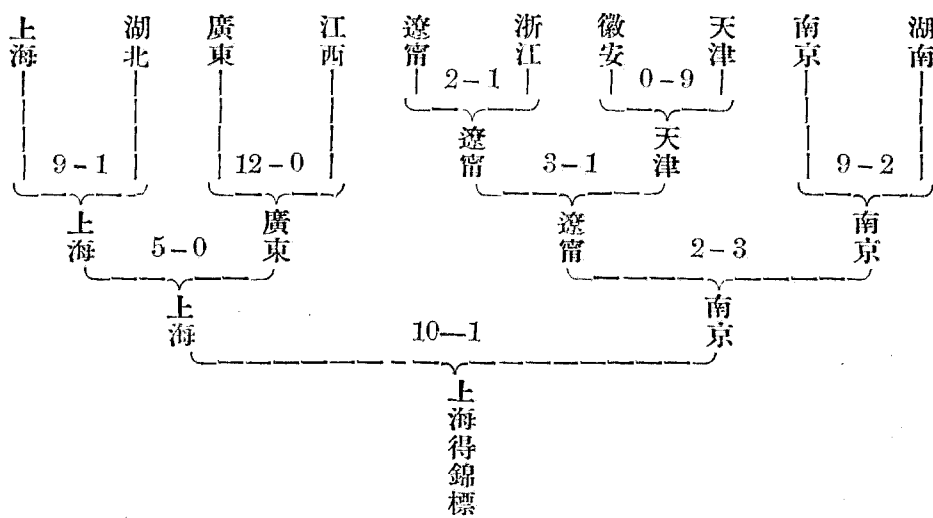 上海 湖北 廣東 江西 遼甯 浙江 徽安 天津 南京 湖南
2-1 0-9
遼甯 天津
9-1 12-0 3-1 9-2
上海 廣東 遼甯 南京
5-0 2-3
上海 南京
10—1
上海得錦標